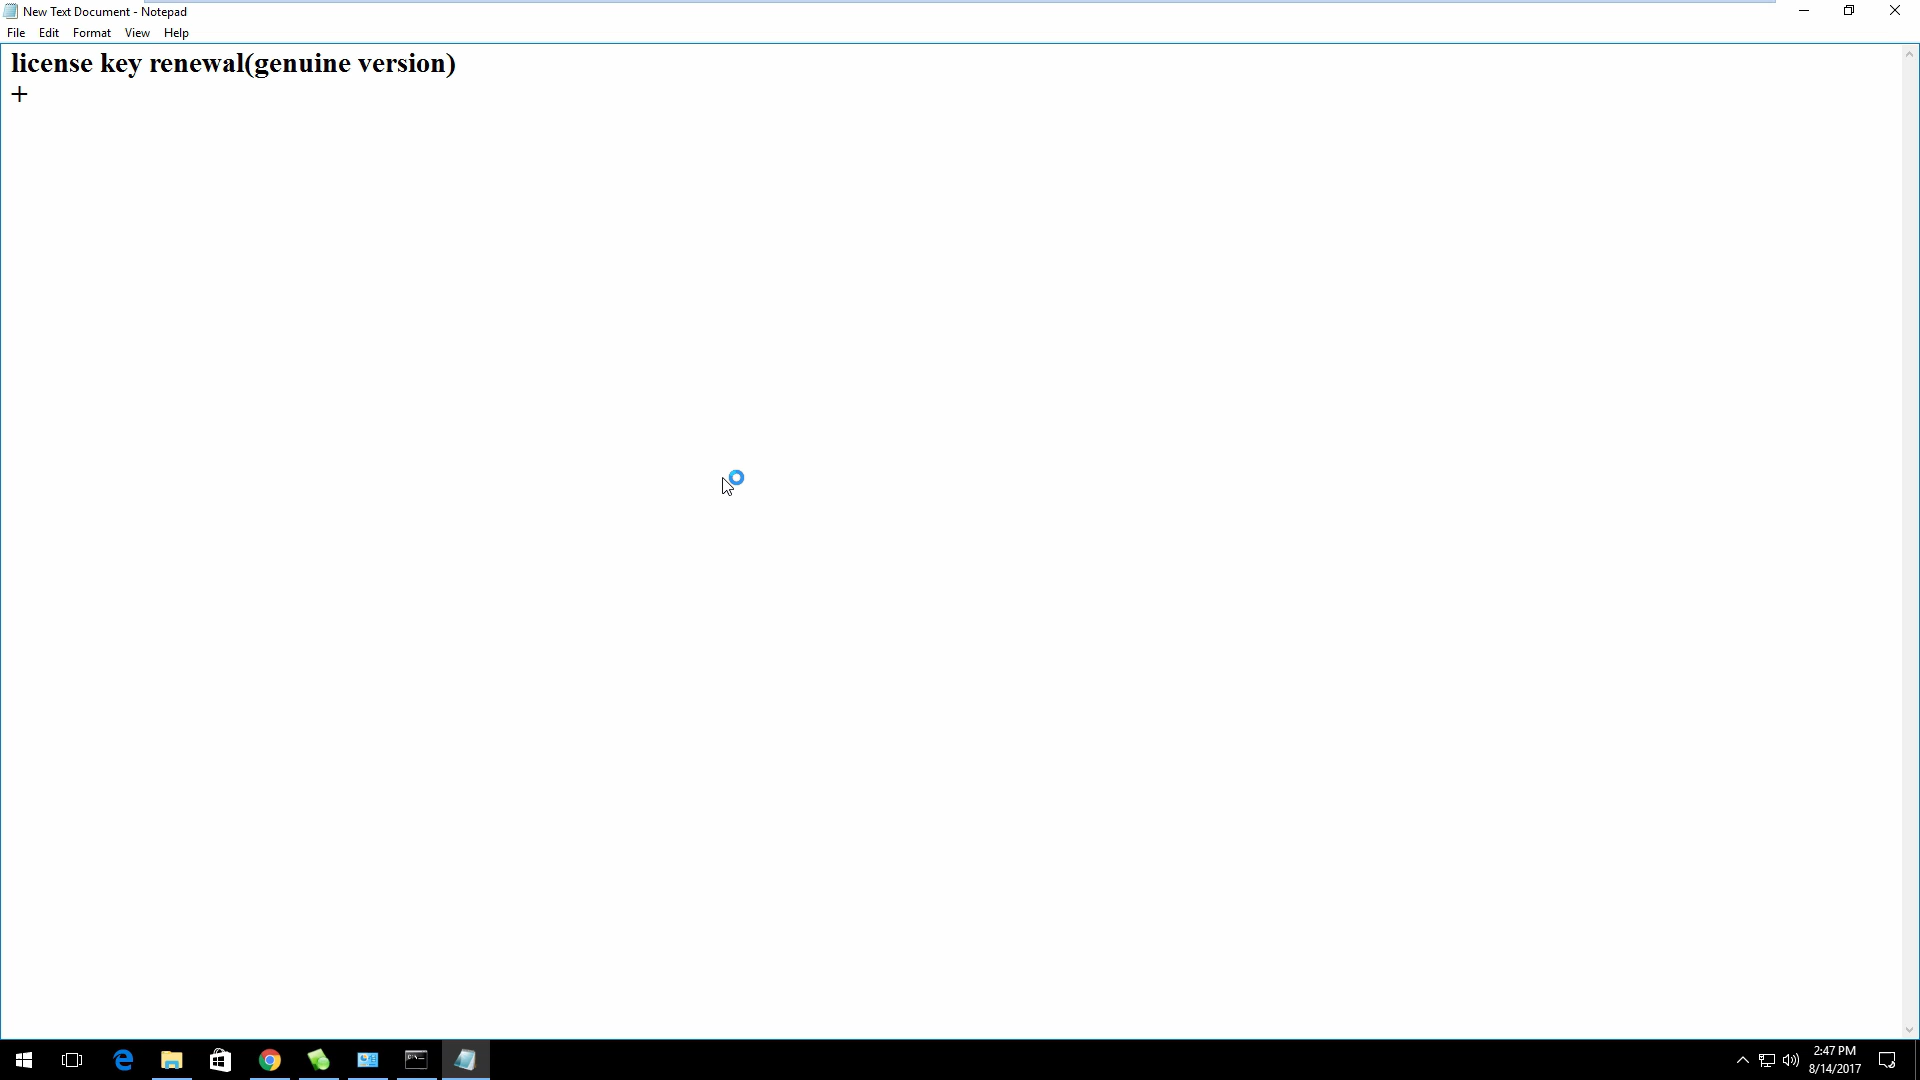 New Text Document - Notepad
File Edit Format View Help
license key renewal(genuine version)
+
2:47 PM
8/14/2017